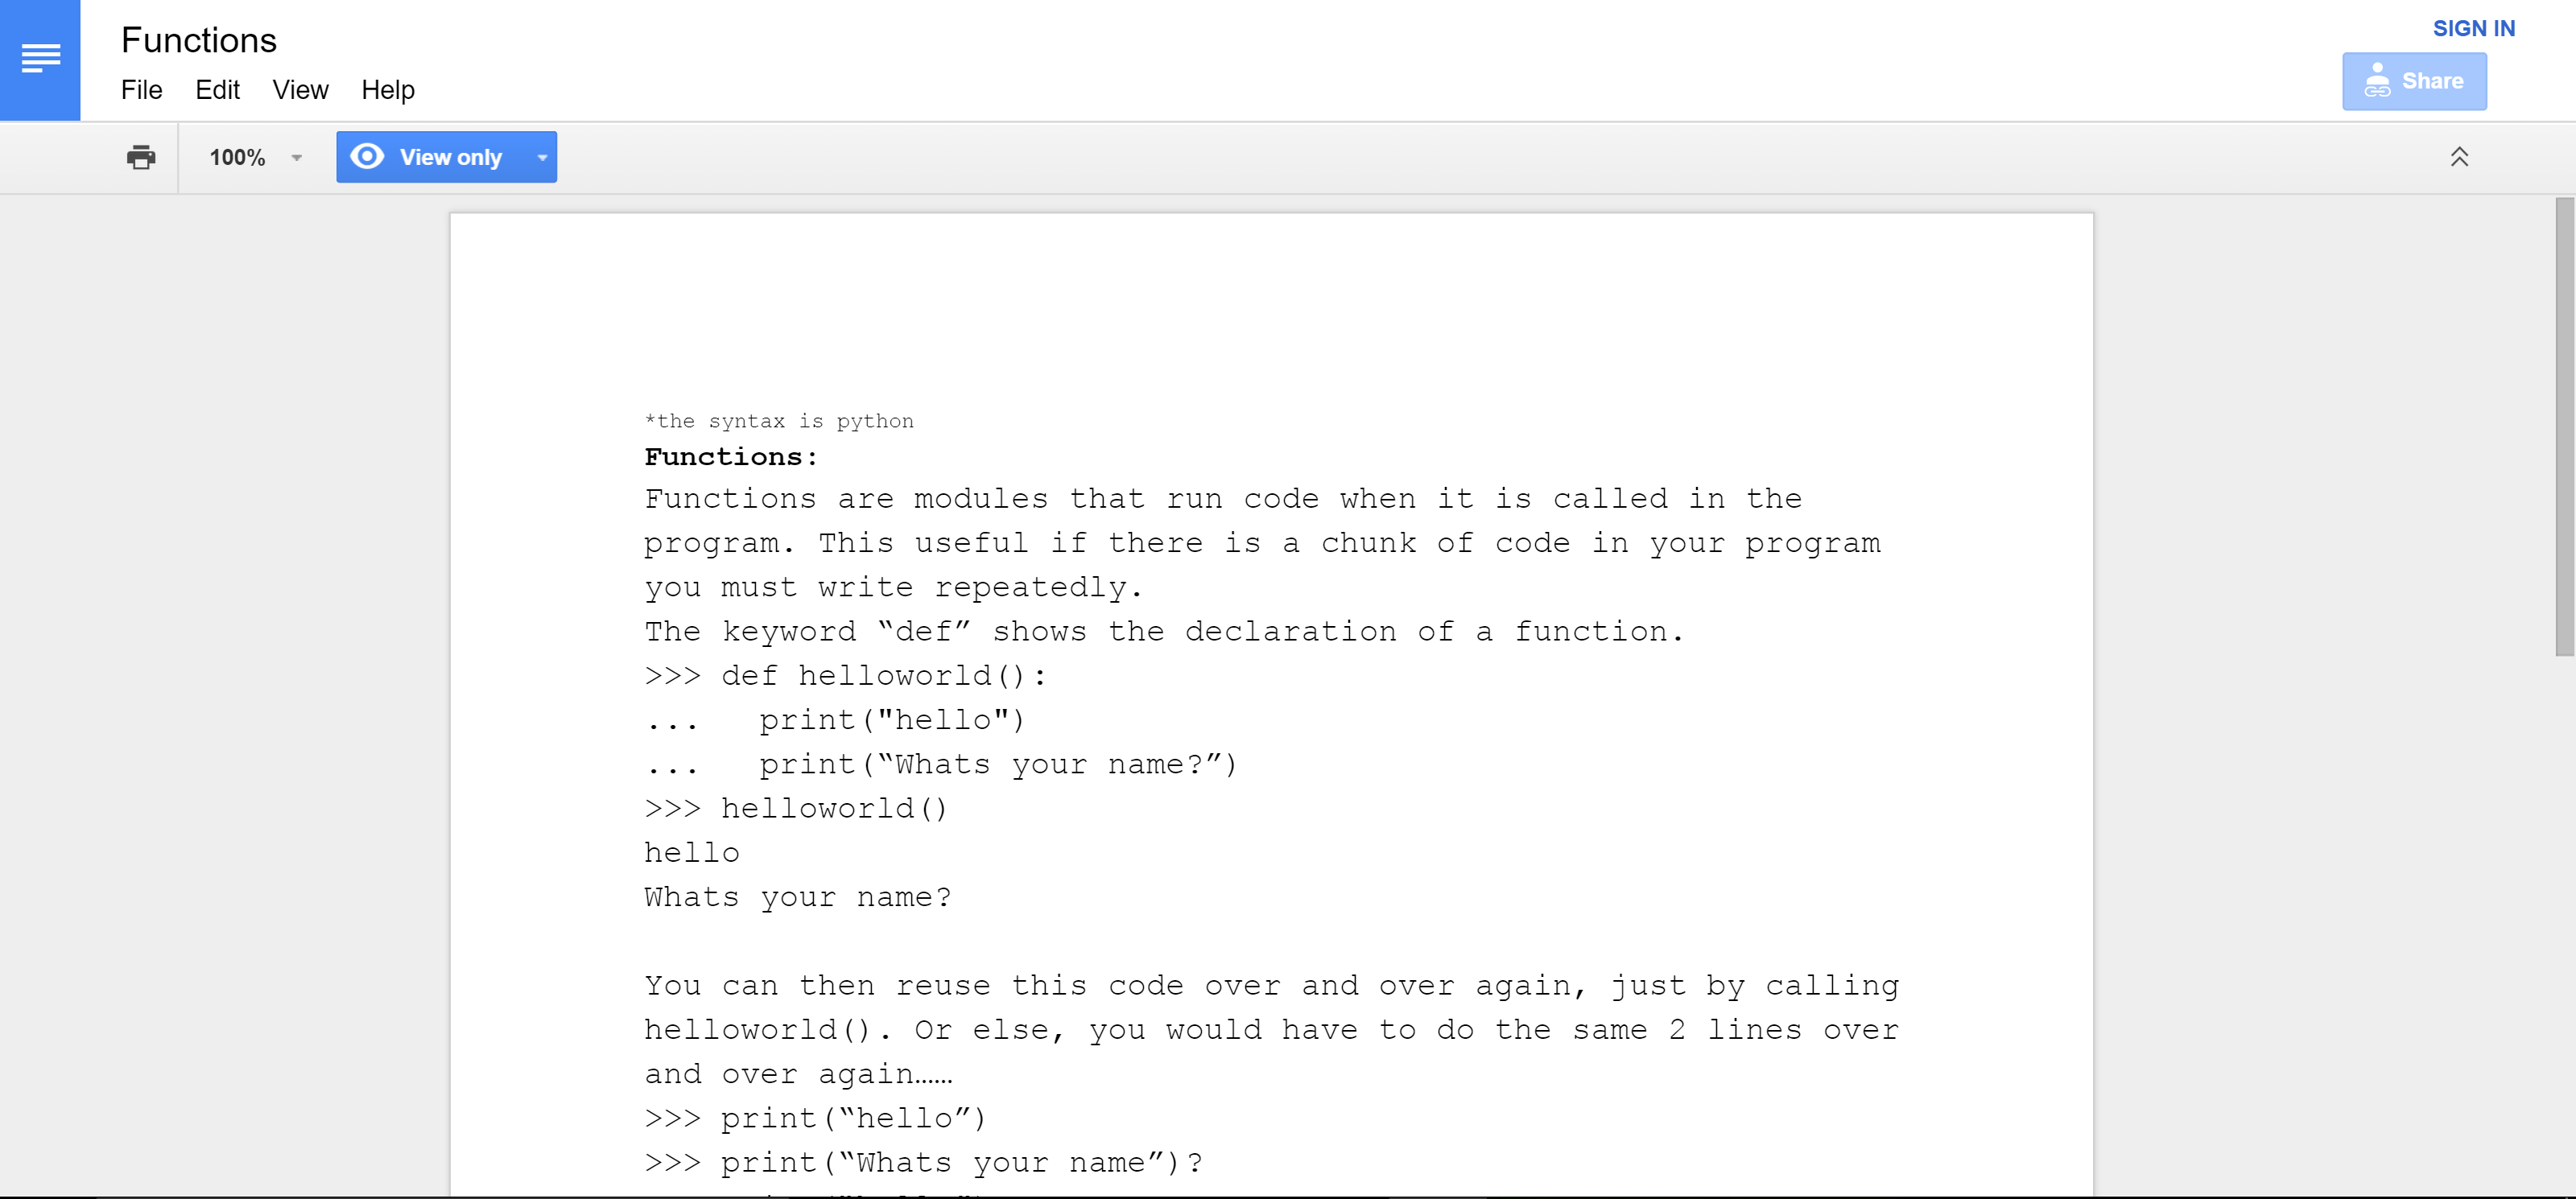 Functions
SIGN IN
File Edit View Help
Share
100% View only
*the syntax is python
Functions:
Functions are modules that run code when it is called in the
program. This useful if there is a chunk of code in your program
you must write repeatedly.
The keyword “def” shows the declaration of a function.
>>> def helloworld():
...   print("hello")
...   print(“Whats your name?”)
>>> helloworld()
hello
Whats your name?
You can then reuse this code over and over again, just by calling
helloworld(). Or else, you would have to do the same 2 lines over
and over again……
>>> print(“hello”)
>>> print(“Whats your name”)?